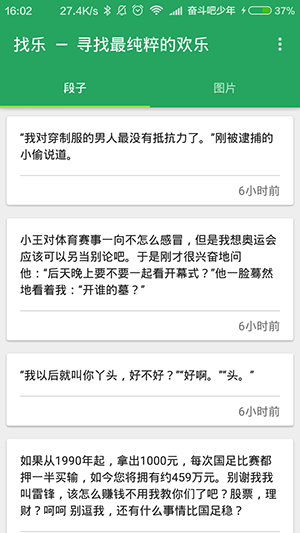 16:02 27.4K/s 奋斗吧少年 37%
找乐 — 寻找最纯粹的欢乐
段子 图片
“我对穿制服的男人最没有抵抗力了。”刚被逮捕的
小偷说道。
6小时前
小王对体育赛事一向不怎么感冒，但是我想奥运会
应该可以另当别论吧。于是刚才很兴奋地问
他：“后天晚上要不要一起看开幕式？”他一脸蓦然
地看着我：“开谁的墓？”
6小时前
“我以后就叫你丫头，好不好？”“好啊。”“头。”
6小时前
如果从1990年起，拿出1000元，每次国足比赛都
押一半买输，如今您将拥有约459万元。别谢我我
叫雷锋，该怎么赚钱不用我教你们了吧？股票，理
财？呵呵 别逗我，还有什么事情比国足稳？